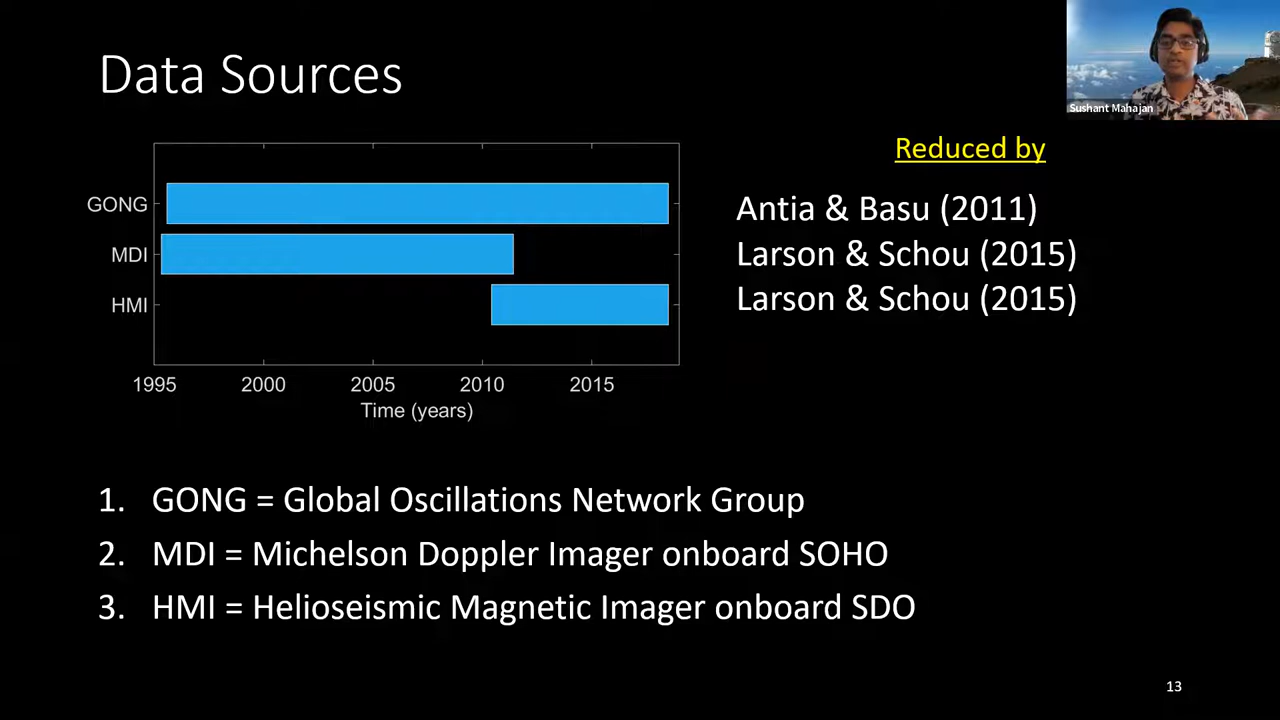 Data Sources
Sushant Mahajan
Reduced by
GONG
MDI
HMI
1995 2000 2005 2010 2015
Time (years)
Antia & Basu (2011)
Larson & Schou (2015)
Larson & Schou (2015)
1. GONG = Global Oscillations Network Group
2. MDI = Michelson Doppler Imager onboard SOHO
3. HMI = Helioseismic Magnetic Imager onboard SDO
13